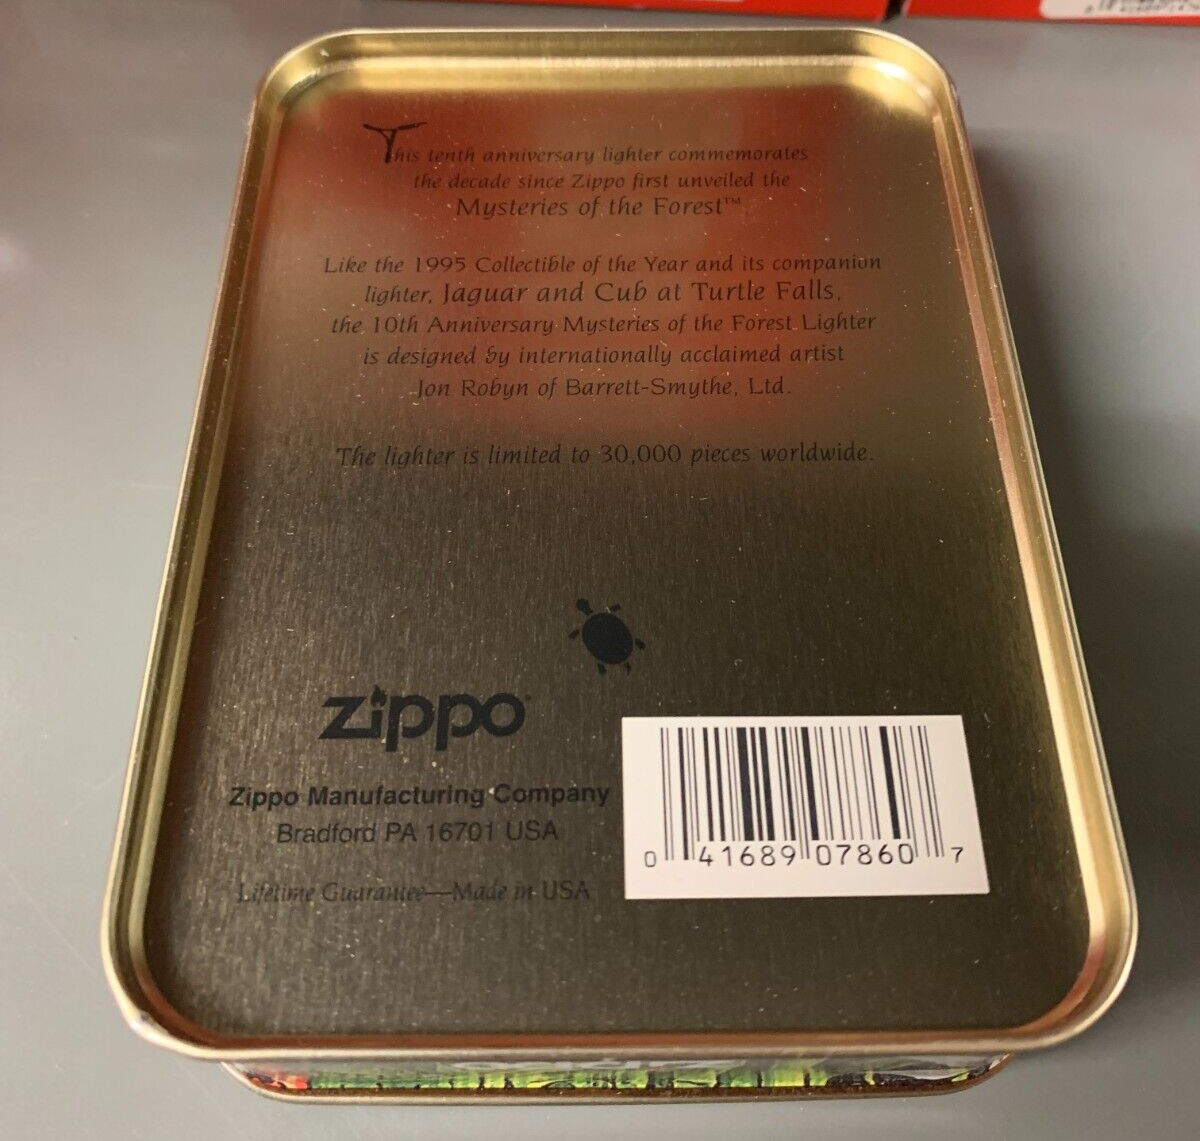 This tenth anniversary lighter commemorates
the decade since Zippo first unveiled the
Mysteries of the Forest™
Like the 1995 Collectible of the Year and its companion
lighter, Jaguar and Cub at Turtle Falls,
the 10th Anniversary Mysteries of the Forest Lighter
is designed by internationally acclaimed artist
Jon Robyn of Barrett-Smythe, Ltd.
The lighter is limited to 30,000 pieces worldwide.
zippo
Zippo Manufacturing Company
Bradford PA 16701 USA
Lifetime Guarantee—Made in USA
0 41689 07860 7